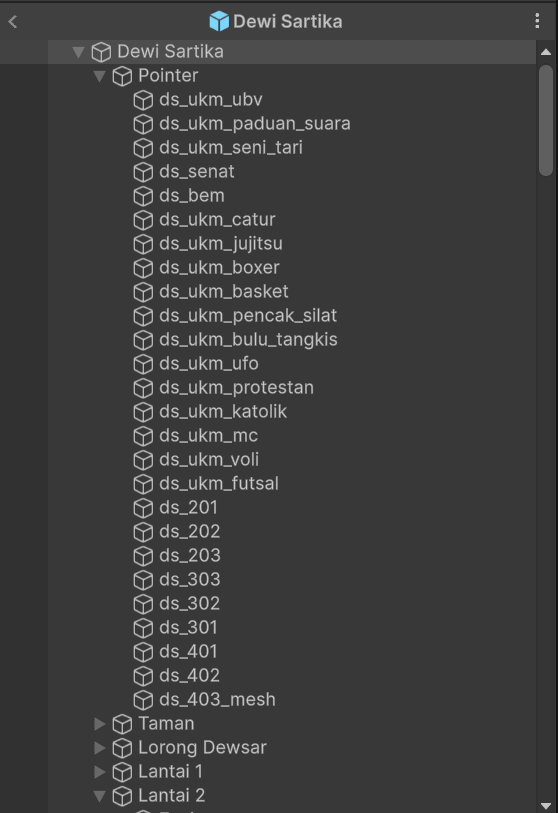 Dewi Sartika
Dewi Sartika
Pointer
ds_ukm_ubv
ds_ukm_paduan_suara
ds_ukm_seni_tari
ds_senat
ds_bem
ds_ukm_catur
ds_ukm_jujitsu
ds_ukm_boxer
ds_ukm_basket
ds_ukm_pencak_silat
ds_ukm_bulu_tangkis
ds_ukm_ufo
ds_ukm_protestan
ds_ukm_katolik
ds_ukm_mc
ds_ukm_voli
ds_ukm_futsal
ds_201
ds_202
ds_203
ds_303
ds_302
ds_301
ds_401
ds_402
ds_403_mesh
Taman
Lorong Dewsar
Lantai 1
Lantai 2